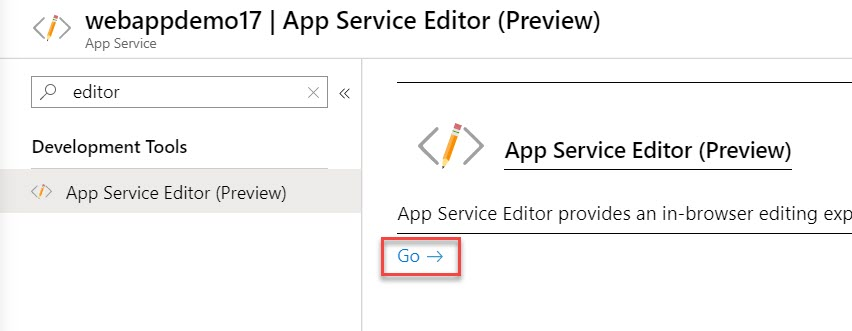 webappdemo17 | App Service Editor (Preview)
App Service
editor
Development Tools
App Service Editor (Preview)
App Service Editor (Preview)
App Service Editor provides an in-browser editing exp
Go →